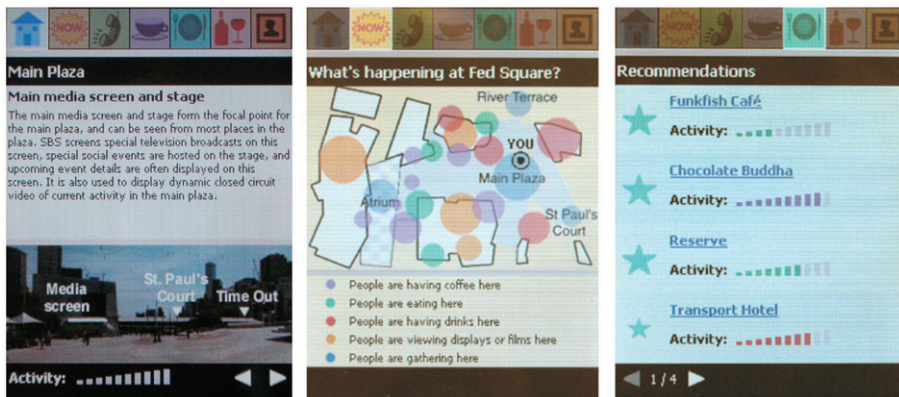 NOW
Main Plaza
Main media screen and stage
The main media screen and stage form the focal point for
the main plaza, and can be seen from most places in the
plaza. SBS screens special television broadcasts on this
screen, special social events are hosted on the stage, and
upcoming event details are often displayed on this
screen. It is also used to display dynamic closed circuit
video of current activity in the main plaza.
Media
screen
St. Paul's
Court
Time Out
Activity:
NOW
What's happening at Fed Square?
River Terrace
YOU
Main Plaza
Atrium
St Paul's
Court
People are having coffee here
People are eating here
People are having drinks here
People are viewing displays or films here
People are gathering here
NOW
Recommendations
Funkfish Café
Activity:
Chocolate Buddha
Activity:
Reserve
Activity:
Transport Hotel
Activity:
1/4